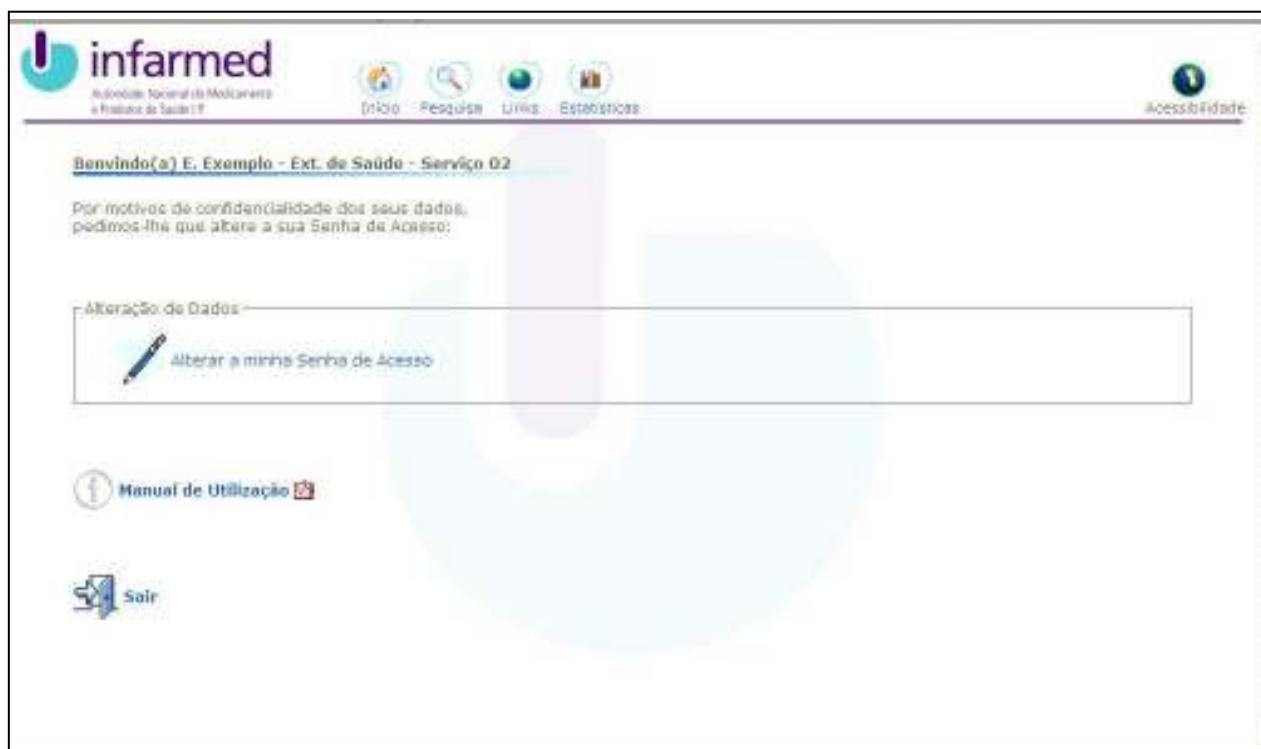 infarmed
Autoridade Nacional do Medicamento
e Produtos de Saúde I.P.
Início Pesquisa Links Estatísticas
Acessibilidade
Benvindo(a) E. Exemplo - Ext. de Saúde - Serviço 02
Por motivos de confidencialidade dos seus dados,
pedimos-lhe que altere a sua Senha de Acesso:
Alteração de Dados
Alterar a minha Senha de Acesso
Manual de Utilização
Sair